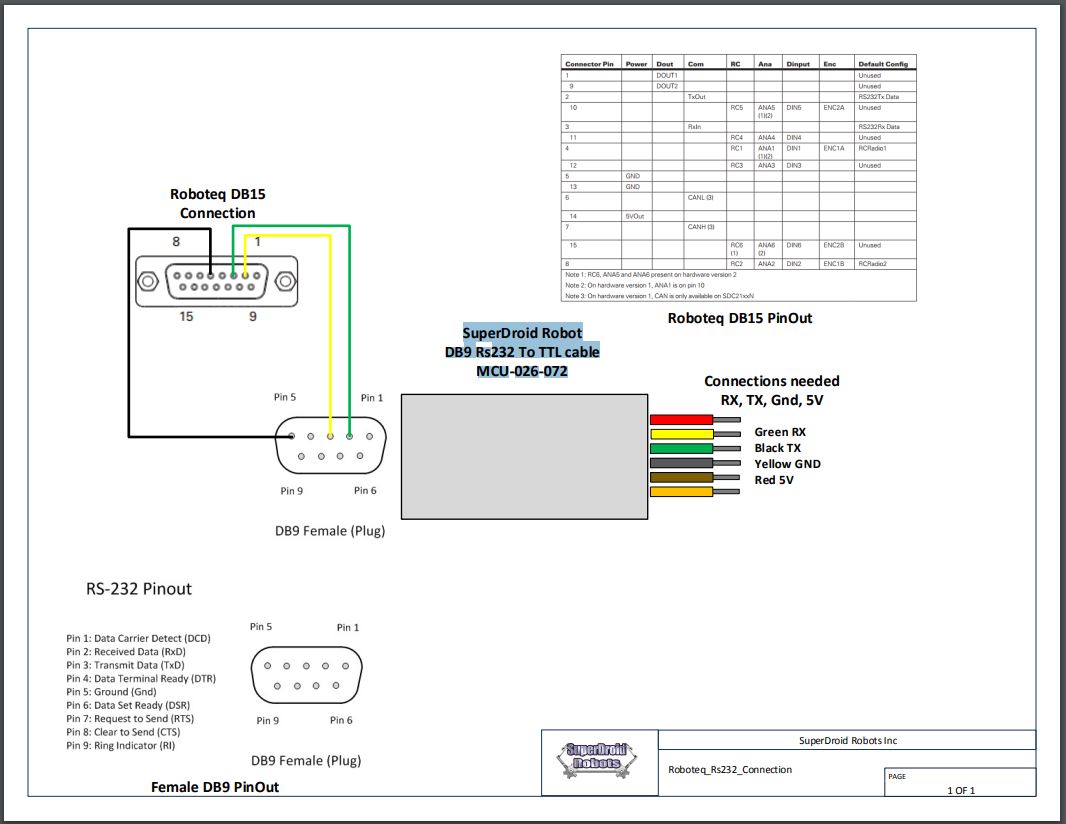 Connector Pin Power Dout Com RC Ana Dinput Enc Default Config
1 DOUT1 Unused
9 DOUT2 Unused
2 TxOut RS232Tx Data
10 RC5 ANA5 (1)(2) DIN5 ENC2A Unused
3 RxIn RS232Rx Data
11 RC4 ANA4 DIN4 Unused
4 RC1 ANA1 (1)(2) DIN1 ENC1A RCRadio1
12 RC3 ANA3 DIN3 Unused
5 GND
13 GND
6 CANL (3)
14 5VOut
7 CANH (3)
15 RC6 (1) ANA6 (2) DIN6 ENC2B Unused
8 RC2 ANA2 DIN2 ENC1B RCRadio2
Note 1: RC6, ANA5 and ANA6 present on hardware version 2
Note 2: On hardware version 1, ANA1 is on pin 10
Note 3: On hardware version 1, CAN is only available on SDC21xxN
Roboteq DB15 PinOut
Roboteq DB15
Connection
8 1
15 9
SuperDroid Robot
DB9 Rs232 To TTL cable
MCU-026-072
Connections needed
RX, TX, Gnd, 5V
Green RX
Black TX
Yellow GND
Red 5V
Pin 5 Pin 1
Pin 9 Pin 6
DB9 Female (Plug)
RS-232 Pinout
Pin 1: Data Carrier Detect (DCD)
Pin 2: Received Data (RxD)
Pin 3: Transmit Data (TxD)
Pin 4: Data Terminal Ready (DTR)
Pin 5: Ground (Gnd)
Pin 6: Data Set Ready (DSR)
Pin 7: Request to Send (RTS)
Pin 8: Clear to Send (CTS)
Pin 9: Ring Indicator (RI)
Pin 5 Pin 1
Pin 9 Pin 6
DB9 Female (Plug)
Female DB9 PinOut
SuperDroid
Robots
SuperDroid Robots Inc
Roboteq_Rs232_Connection
PAGE
1 OF 1